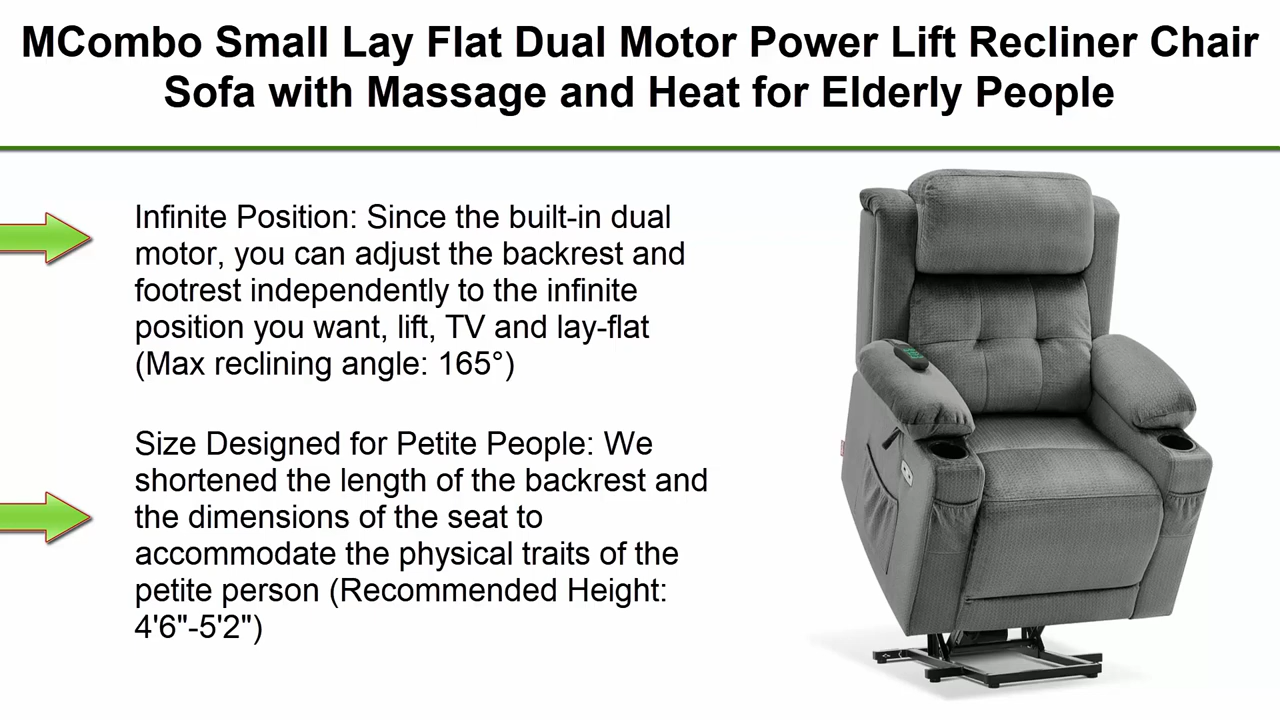 MCombo Small Lay Flat Dual Motor Power Lift Recliner Chair
Sofa with Massage and Heat for Elderly People
Infinite Position: Since the built-in dual
motor, you can adjust the backrest and
footrest independently to the infinite
position you want, lift, TV and lay-flat
(Max reclining angle: 165°)
Size Designed for Petite People: We
shortened the length of the backrest and
the dimensions of the seat to
accommodate the physical traits of the
petite person (Recommended Height:
4'6"-5'2")